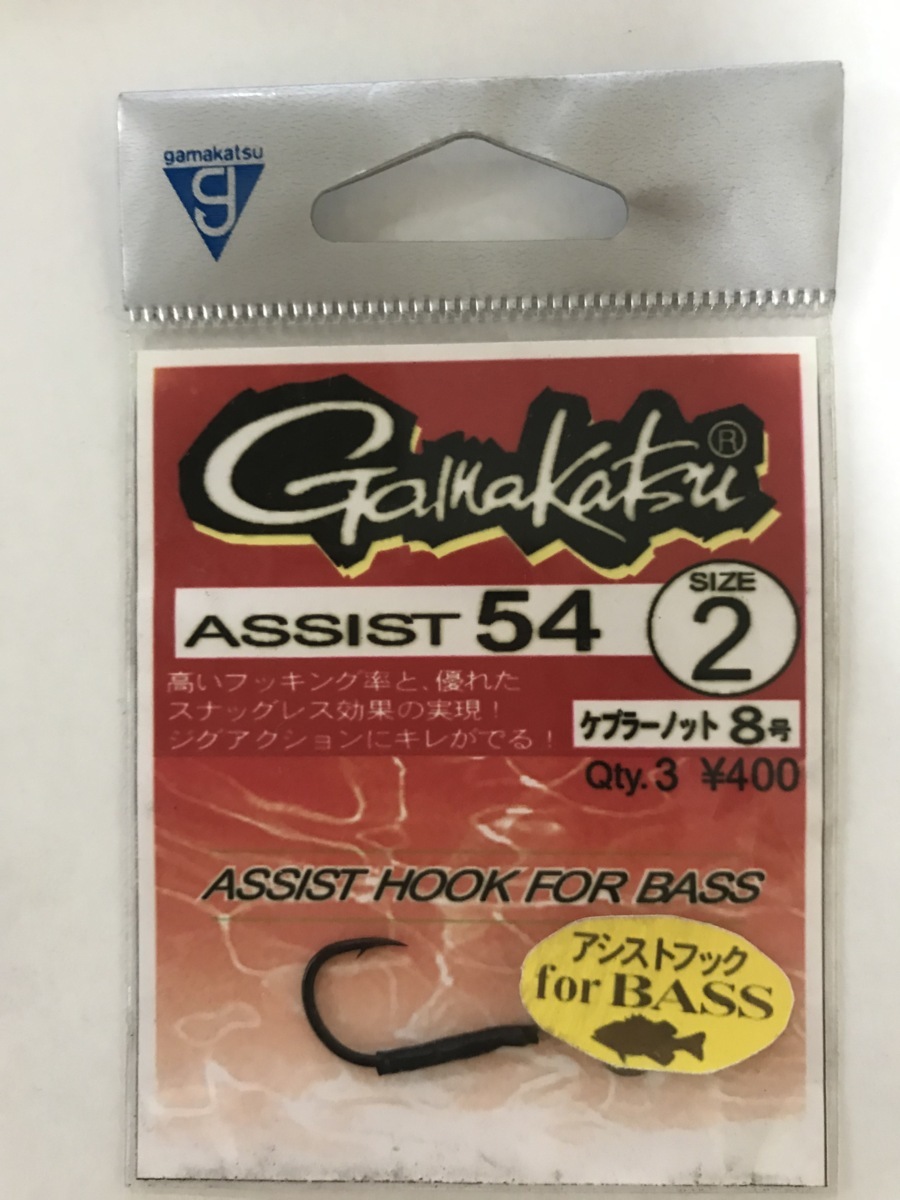 gamakatsu
g
Gamakatsu®
ASSIST 54
SIZE
2
高いフッキング率と、優れた
スナッグレス効果の実現！
ジグアクションにキレがでる！
ケプラーノット 8号
Qty. 3 ¥400
ASSIST HOOK FOR BASS
アシストフック
for BASS